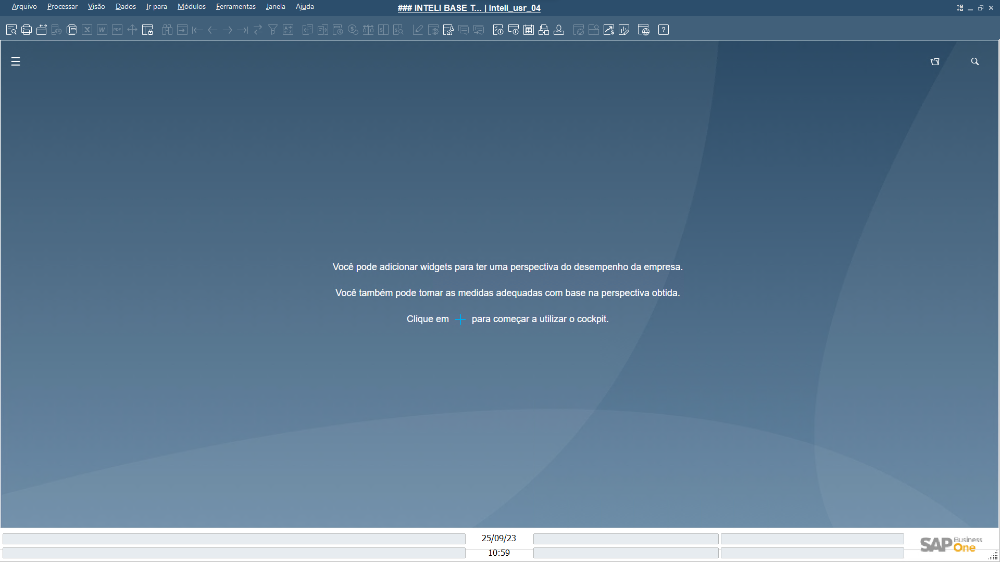 Arquivo Processar Visão Dados Ir para Módulos Ferramentas Janela Ajuda ### INTELI BASE T... | inteli_usr_04
Você pode adicionar widgets para ter uma perspectiva do desempenho da empresa.
Você também pode tomar as medidas adequadas com base na perspectiva obtida.
Clique em + para começar a utilizar o cockpit.
25/09/23
10:59
SAP Business One